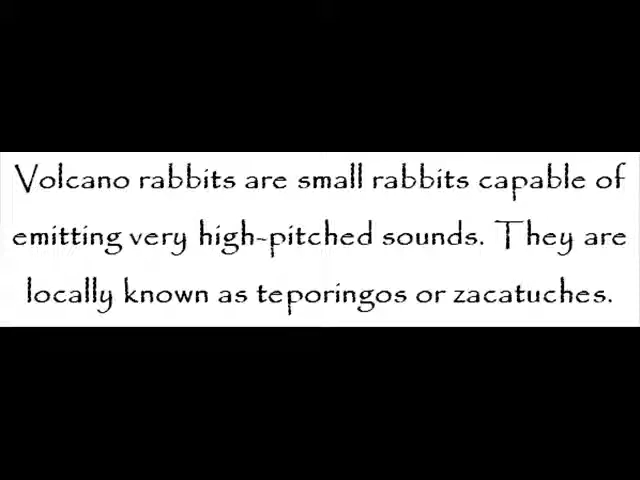 Volcano rabbits are small rabbits capable of
emitting very high-pitched sounds. They are
locally known as teporingos or zacatuches.